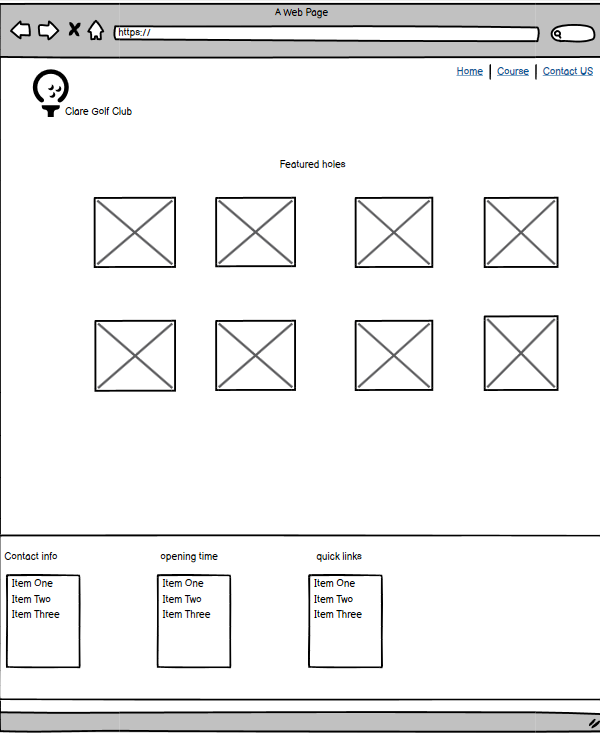 A Web Page
https://
Home | Course | Contact US
Clare Golf Club
Featured holes
Contact info
Item One
Item Two
Item Three
opening time
Item One
Item Two
Item Three
quick links
Item One
Item Two
Item Three